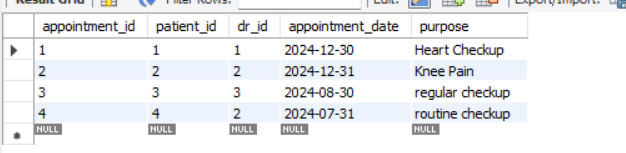 Result Grid Filter Rows: Edit: Export/Import:
appointment_id patient_id dr_id appointment_date purpose
1 1 1 2024-12-30 Heart Checkup
2 2 2 2024-12-31 Knee Pain
3 3 3 2024-08-30 regular checkup
4 4 2 2024-07-31 routine checkup
NULL NULL NULL NULL NULL